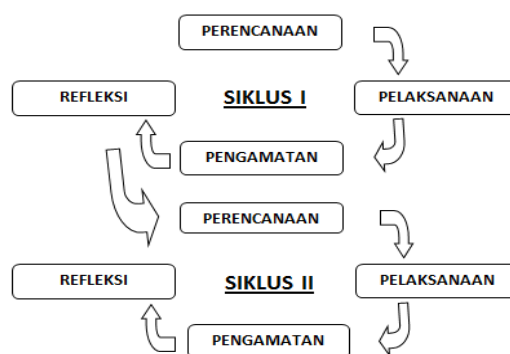 PERENCANAAN
REFLEKSI
SIKLUS I
PELAKSANAAN
PENGAMATAN
PERENCANAAN
REFLEKSI
SIKLUS II
PELAKSANAAN
PENGAMATAN